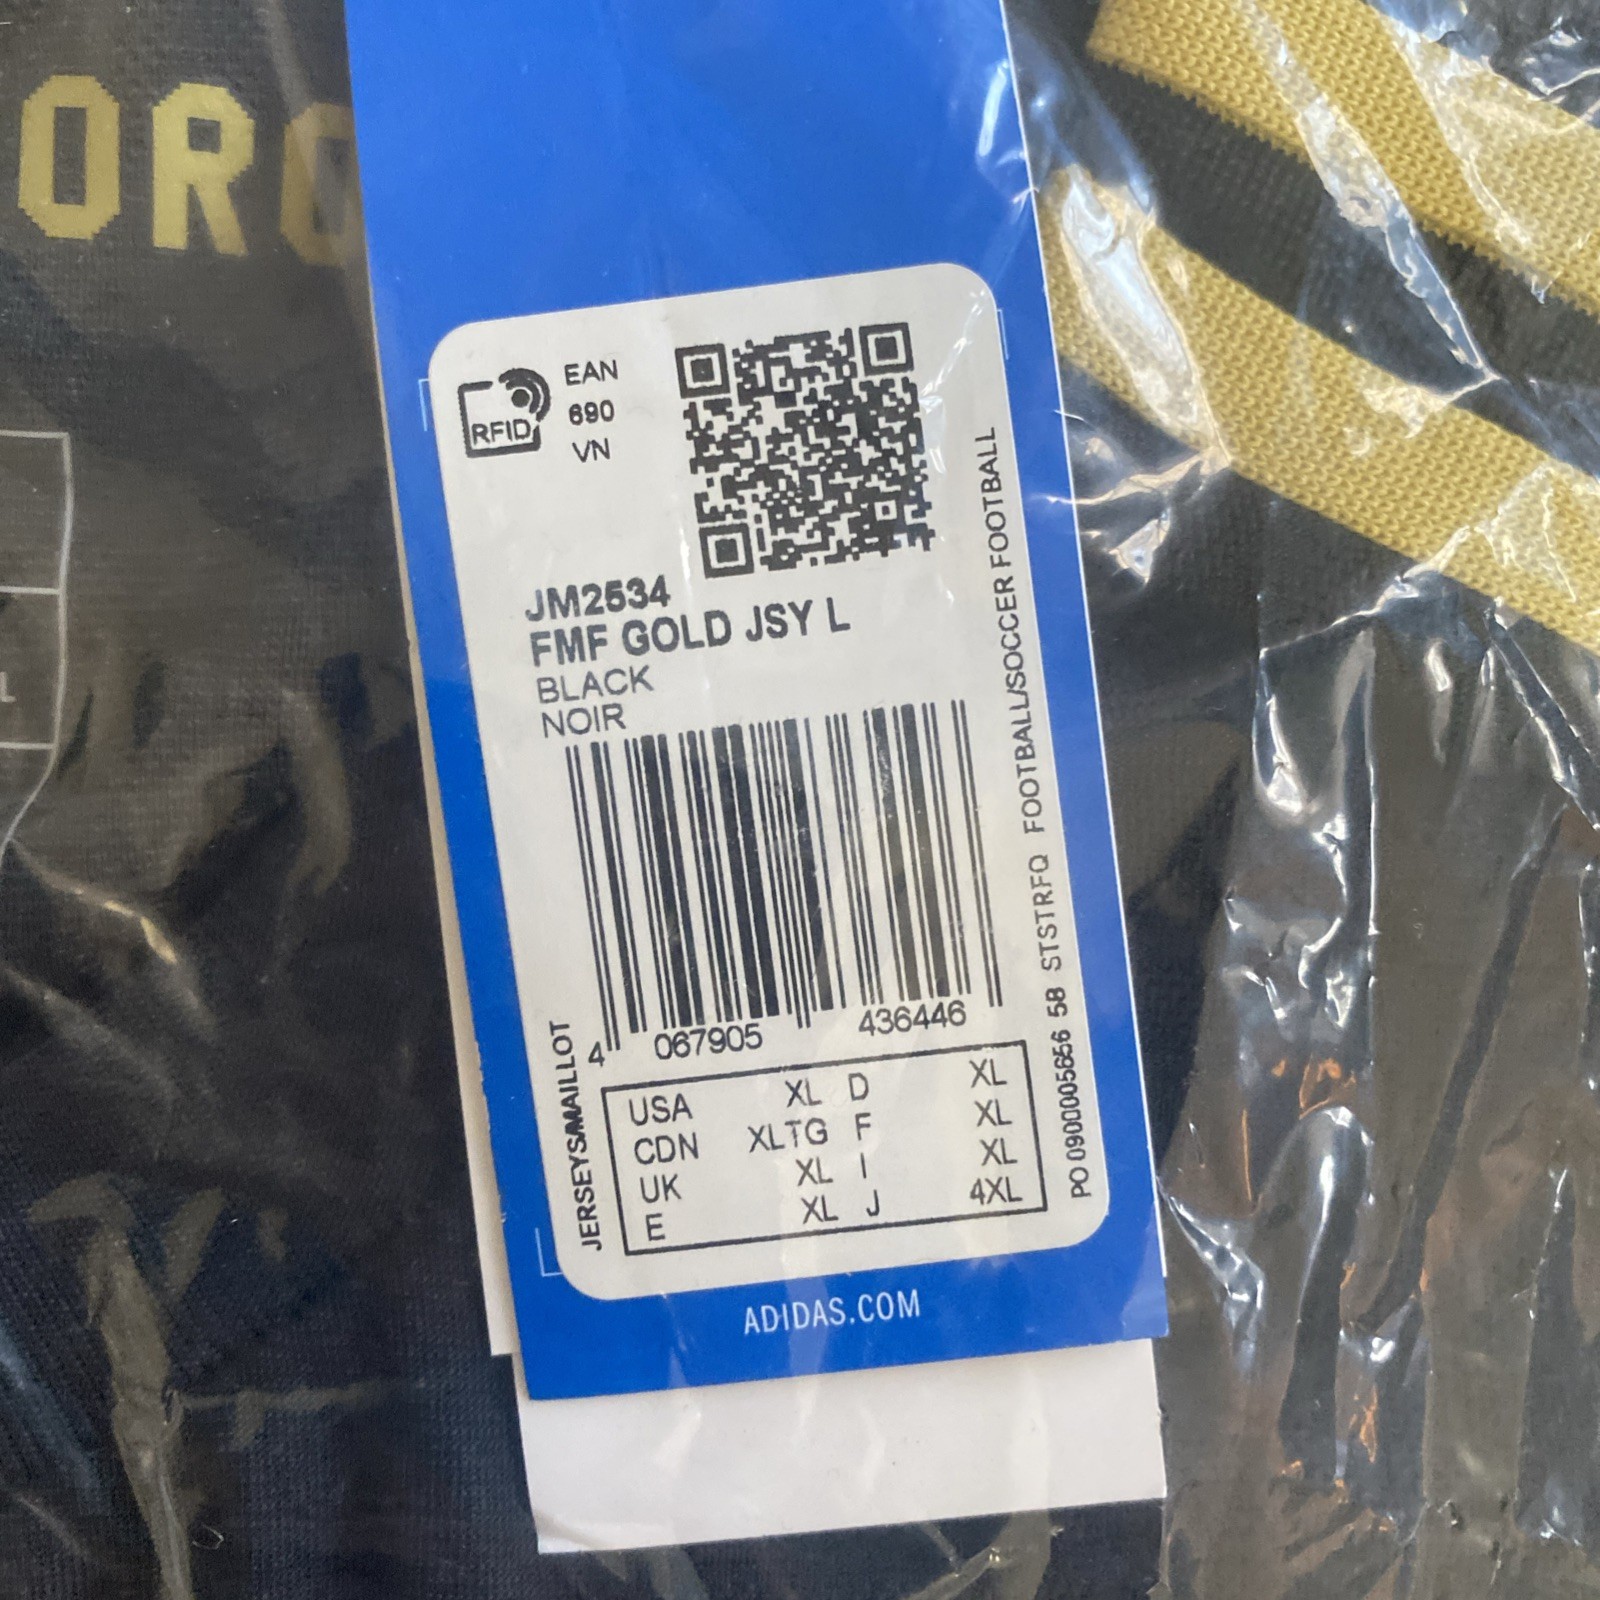 ORO
RFID
EAN
690
VN
JM2534
FMF GOLD JSY L
BLACK
NOIR
4 067905 436446
JERSEYS/MAILLOT
USA XL D XL
CDN XLTG F XL
UK XL I XL
E XL J 4XL
PO 0900005656 58 STSTRFQ FOOTBALL/SOCCER FOOTBALL
ADIDAS.COM